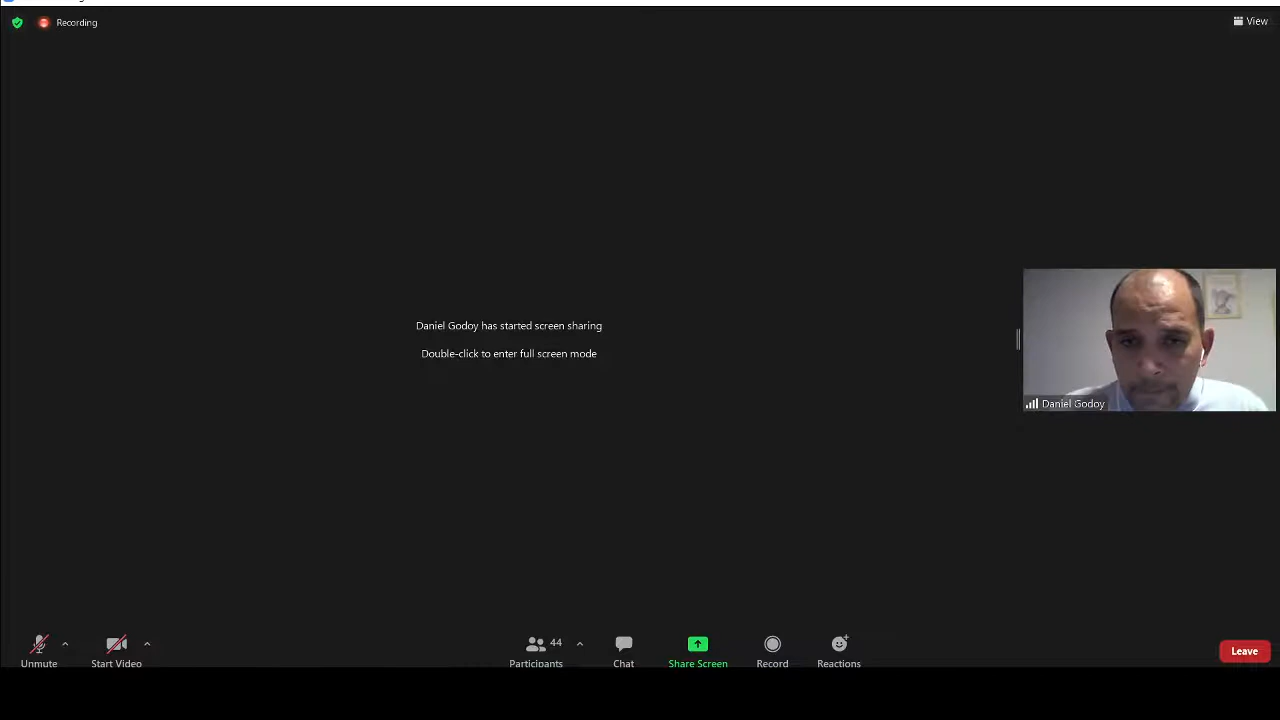 Recording
View
Daniel Godoy has started screen sharing
Double-click to enter full screen mode
Daniel Godoy
44
Unmute
Start Video
Participants
Chat
Share Screen
Record
Reactions
Leave